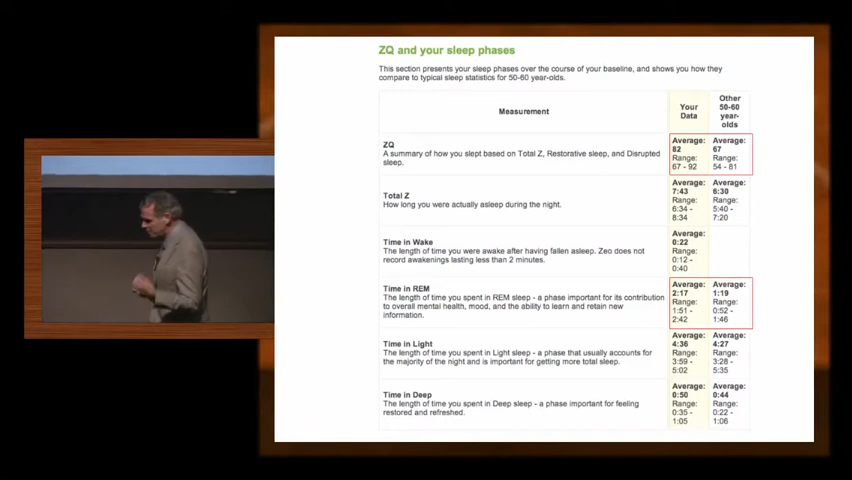 ZQ and your sleep phases
This section presents your sleep phases over the course of your baseline, and shows you how they
compare to typical sleep statistics for 50-60 year-olds.
Measurement
Your
Data
Other
50-60
year-
olds
ZQ
A summary of how you slept based on Total Z, Restorative sleep, and Disrupted
sleep.
Average:
82
Range:
67 - 92
Average:
67
Range:
54 - 81
Total Z
How long you were actually asleep during the night.
Average:
7:43
Range:
6:34 -
8:34
Average:
6:30
Range:
5:40 -
7:20
Time in Wake
The length of time you were awake after having fallen asleep. Zeo does not
record awakenings lasting less than 2 minutes.
Average:
0:22
Range:
0:12 -
0:40
Time in REM
The length of time you spent in REM sleep - a phase important for its contribution
to overall mental health, mood, and the ability to learn and retain new
information.
Average:
2:17
Range:
1:51 -
2:42
Average:
1:19
Range:
0:52 -
1:46
Time in Light
The length of time you spent in Light sleep - a phase that usually accounts for
the majority of the night and is important for getting more total sleep.
Average:
4:36
Range:
3:59 -
5:02
Average:
4:27
Range:
3:28 -
5:35
Time in Deep
The length of time you spent in Deep sleep - a phase important for feeling
restored and refreshed.
Average:
0:50
Range:
0:35 -
1:05
Average:
0:44
Range:
0:22 -
1:06